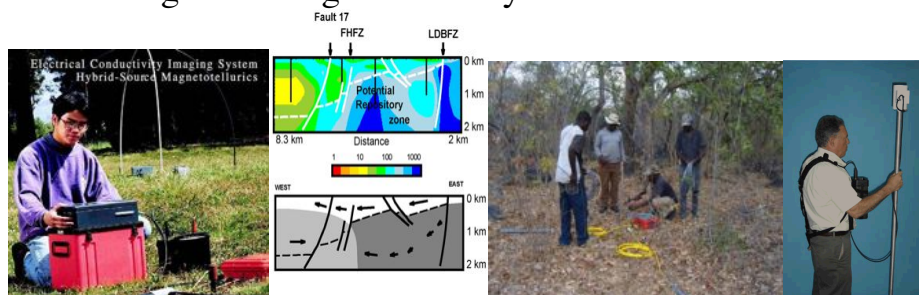 Electrical Conductivity Imaging System
Hybrid-Source Magnetotellurics
Fault 17
FHFZ
LDBFZ
0 km
1 km
2 km
Potential
Repository
zone
8.3 km
Distance
2 km
1
10
100
1000
WEST
EAST
0 km
1 km
2 km